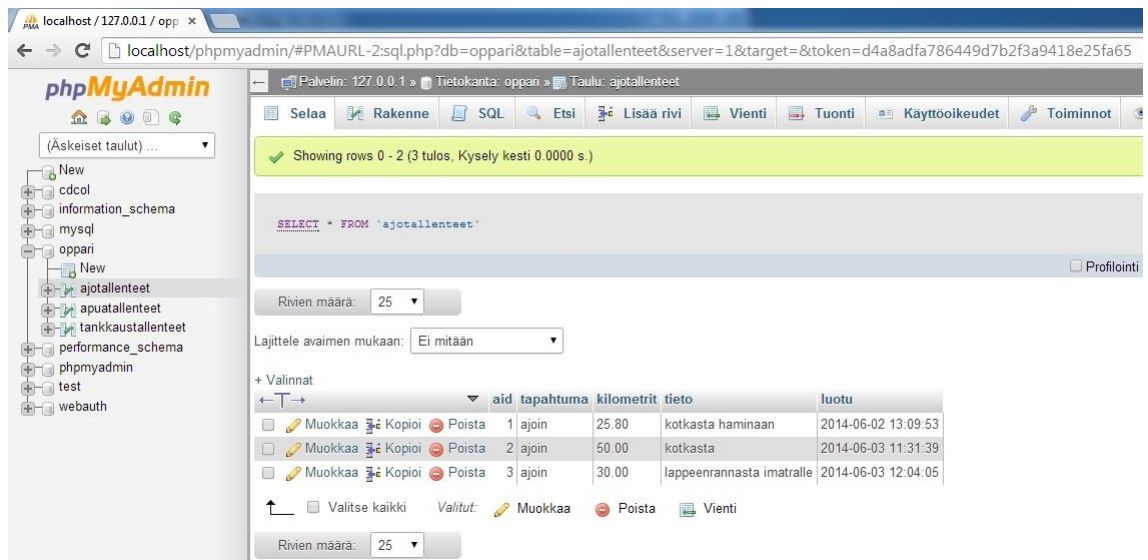 localhost / 127.0.0.1 / opp
localhost/phpmyadmin/#PMAURL-2:sql.php?db=oppari&table=ajotallenteet&server=1&target=&token=d4a8adfa786449d7b2f3a9418e25fa65
phpMyAdmin
(Äskeiset taulut) ...
New
cdcol
information_schema
mysql
oppari
New
ajotallenteet
apuatallenteet
tankkaustallenteet
performance_schema
phpmyadmin
test
webauth
Palvelin: 127.0.0.1 » Tietokanta: oppari » Taulu: ajotallenteet
Selaa Rakenne SQL Etsi Lisää rivi Vienti Tuonti Käyttöoikeudet Toiminnot
Showing rows 0 - 2 (3 tulos, Kysely kesti 0.0000 s.)
SELECT * FROM `ajotallenteet`
Profilointi
Rivien määrä: 25
Lajittele avaimen mukaan: Ei mitään
+ Valinnat
←T→ aid tapahtuma kilometrit tieto luotu
Muokkaa Kopioi Poista 1 ajoin 25.80 kotkasta haminaan 2014-06-02 13:09:53
Muokkaa Kopioi Poista 2 ajoin 50.00 kotkasta 2014-06-03 11:31:39
Muokkaa Kopioi Poista 3 ajoin 30.00 lappeenrannasta imatralle 2014-06-03 12:04:05
Valitse kaikki Valitut: Muokkaa Poista Vienti
Rivien määrä: 25